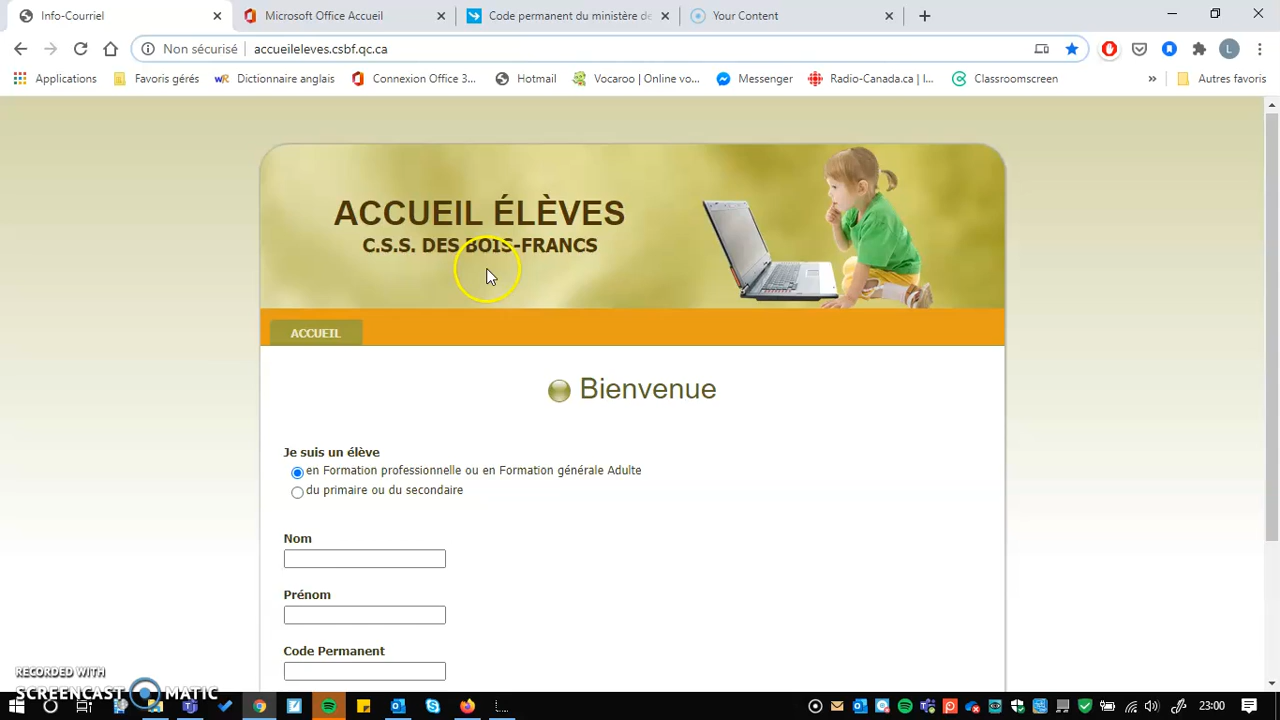 Info-Courriel
Microsoft Office Accueil
Code permanent du ministère de
Your Content
Non sécurisé
accueileleves.csbf.qc.ca
L
Applications
Favoris gérés
wR Dictionnaire anglais
Connexion Office 3...
Hotmail
Vocaroo | Online vo...
Messenger
Radio-Canada.ca | I...
Classroomscreen
»
Autres favoris
ACCUEIL ÉLÈVES
C.S.S. DES BOIS-FRANCS
ACCUEIL
Bienvenue
Je suis un élève
en Formation professionnelle ou en Formation générale Adulte
du primaire ou du secondaire
Nom
Prénom
Code Permanent
RECORDED WITH
SCREENCAST MATIC
23:00